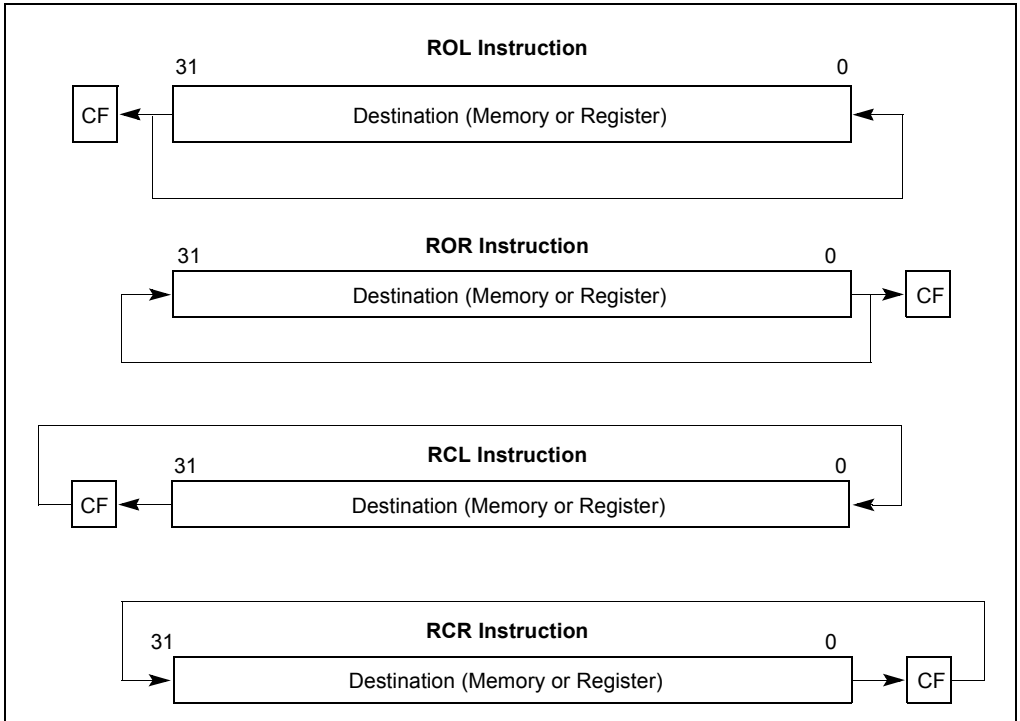 ROL Instruction
31 0
CF Destination (Memory or Register)
ROR Instruction
31 0
Destination (Memory or Register) CF
RCL Instruction
31 0
CF Destination (Memory or Register)
RCR Instruction
31 0
Destination (Memory or Register) CF